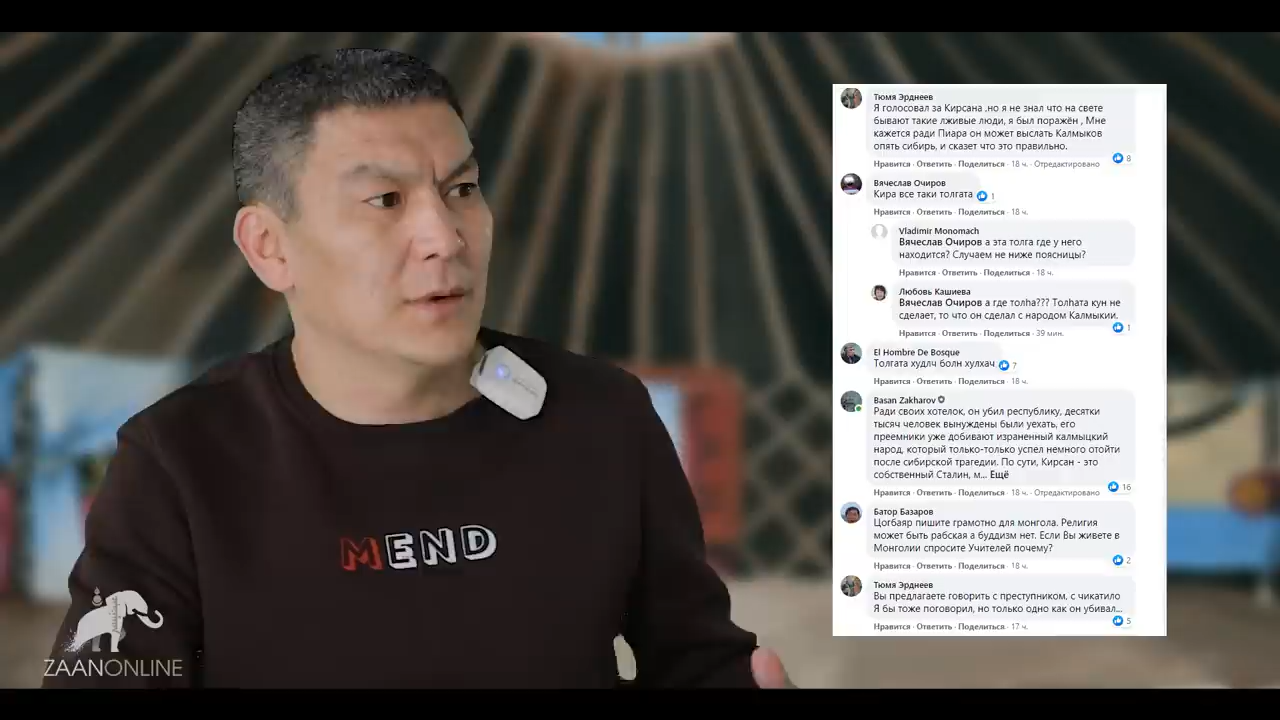 Тюмя Эрднеев
Я голосовал за Кирсана ,но я не знал что на свете
бывают такие лживые люди, я был поражён , Мне
кажется ради Пиара он может выслать Калмыков
опять сибирь, и сказет что это правильно.
8
Нравится · Ответить · Поделиться · 18 ч. · Отредактировано
Вячеслав Очиров
Кира все таки толгата
1
Нравится · Ответить · Поделиться · 18 ч.
Vladimir Monomach
Вячеслав Очиров а эта толга где у него
находится? Случаем не ниже поясницы?
Нравится · Ответить · Поделиться · 18 ч.
Любовь Кашиева
Вячеслав Очиров а где толһа??? Толһата кун не
сделает, то что он сделал с народом Калмыкии.
1
Нравится · Ответить · Поделиться · 39 мин.
El Hombre De Bosque
Толгата худлч болн хулхач
7
Нравится · Ответить · Поделиться · 18 ч.
Basan Zakharov
Ради своих хотелок, он убил республику, десятки
тысяч человек вынуждены были уехать, его
преемники уже добивают израненный калмыцкий
народ, который только-только успел немного отойти
после сибирской трагедии. По сути, Кирсан - это
собственный Сталин, м... Ещё
16
Нравится · Ответить · Поделиться · 18 ч. · Отредактировано
Батор Базаров
Цогбаяр пишите грамотно для монгола. Религия
может быть рабская а буддизм нет. Если Вы живете в
Монголии спросите Учителей почему?
2
Нравится · Ответить · Поделиться · 18 ч.
Тюмя Эрднеев
Вы предлагаете говорить с преступником, с чикатило
Я бы тоже поговорил, но только одно как он убивал...
5
Нравится · Ответить · Поделиться · 17 ч.
MEND
ZAANONLINE